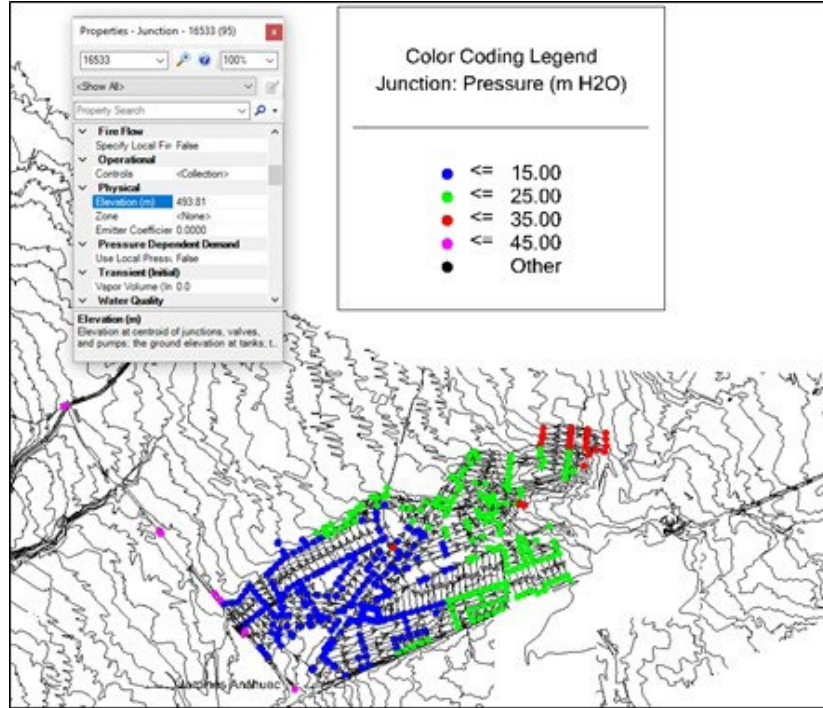 Properties - Junction - 16533 (95)
16533
100%
<Show All>
Property Search
Fire Flow
Specify Local Fir False
Operational
Controls <Collection>
Physical
Elevation (m) 493.81
Zone <None>
Emitter Coefficier 0.0000
Pressure Dependent Demand
Use Local Pressu False
Transient (Initial)
Vapor Volume (In 0.0
Water Quality
Elevation (m)
Elevation at centroid of junctions, valves,
and pumps; the ground elevation at tanks; t..
Color Coding Legend
Junction: Pressure (m H2O)
<= 15.00
<= 25.00
<= 35.00
<= 45.00
Other
Anahuac